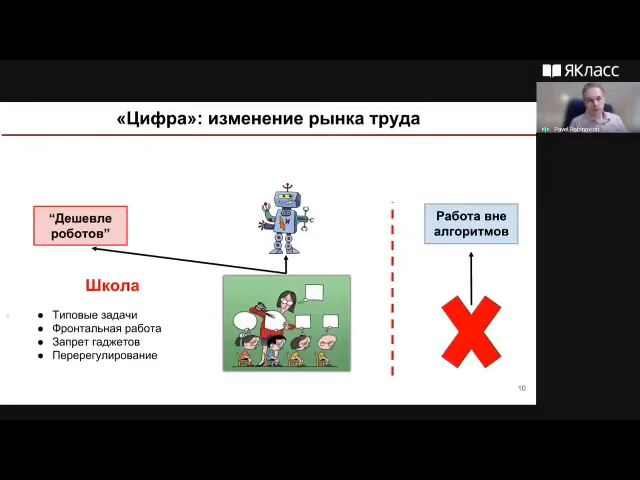 ЯКласс
Pavel Rabinovich
«Цифра»: изменение рынка труда
“Дешевле
роботов”
Работа вне
алгоритмов
Школа
● Типовые задачи
● Фронтальная работа
● Запрет гаджетов
● Перерегулирование
10